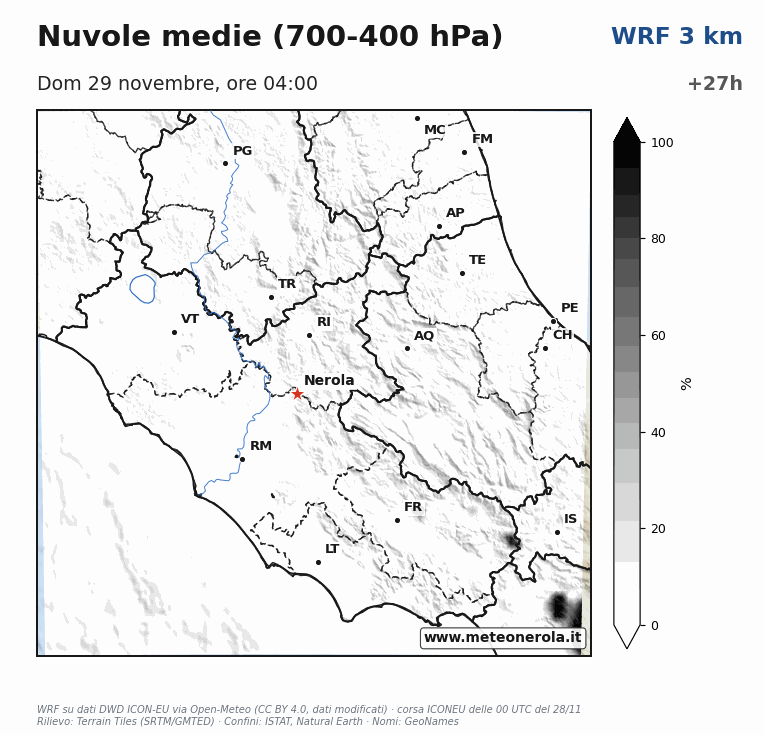 Nuvole medie (700-400 hPa)
WRF 3 km
Dom 29 novembre, ore 04:00
+27h
MC
FM
PG
AP
TE
TR
PE
VT
RI
AQ
CH
Nerola
RM
FR
IS
LT
www.meteonerola.it
100
80
60
40
20
0
%
WRF su dati DWD ICON-EU via Open-Meteo (CC BY 4.0, dati modificati) · corsa ICONEU delle 00 UTC del 28/11
Rilievo: Terrain Tiles (SRTM/GMTED) · Confini: ISTAT, Natural Earth · Nomi: GeoNames